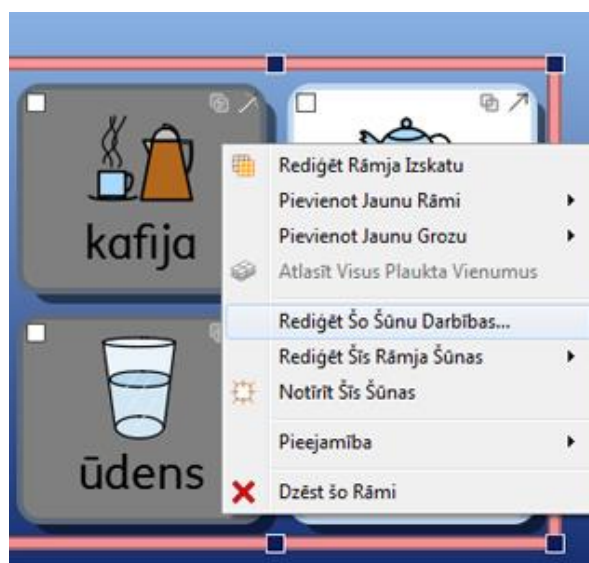 kafija
Rediģēt Rāmja Izskatu
Pievienot Jaunu Rāmi
Pievienot Jaunu Grozu
Atlasīt Visus Plaukta Vienumus
Rediģēt Šo Šūnu Darbības...
Rediģēt Šīs Rāmja Šūnas
Notīrīt Šīs Šūnas
Pieejamība
Dzēst šo Rāmi
ūdens